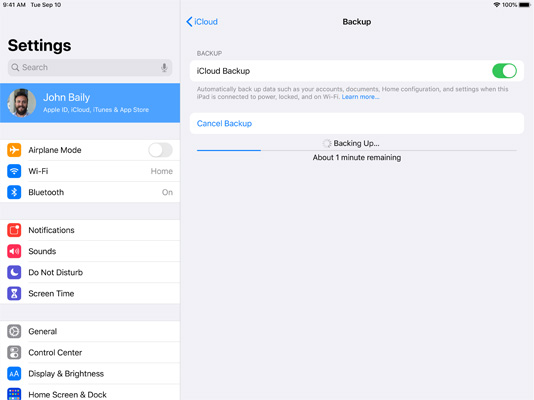 9:41 AM Tue Sep 10
100%
Settings
Search
John Baily
Apple ID, iCloud, iTunes & App Store
Airplane Mode
Wi-Fi Home
Bluetooth On
Notifications
Sounds
Do Not Disturb
Screen Time
General
Control Center
AA Display & Brightness
Home Screen & Dock
iCloud Backup
BACKUP
iCloud Backup
Automatically back up data such as your accounts, documents, Home configuration, and settings when this
iPad is connected to power, locked, and on Wi-Fi. Learn more...
Cancel Backup
Backing Up...
About 1 minute remaining